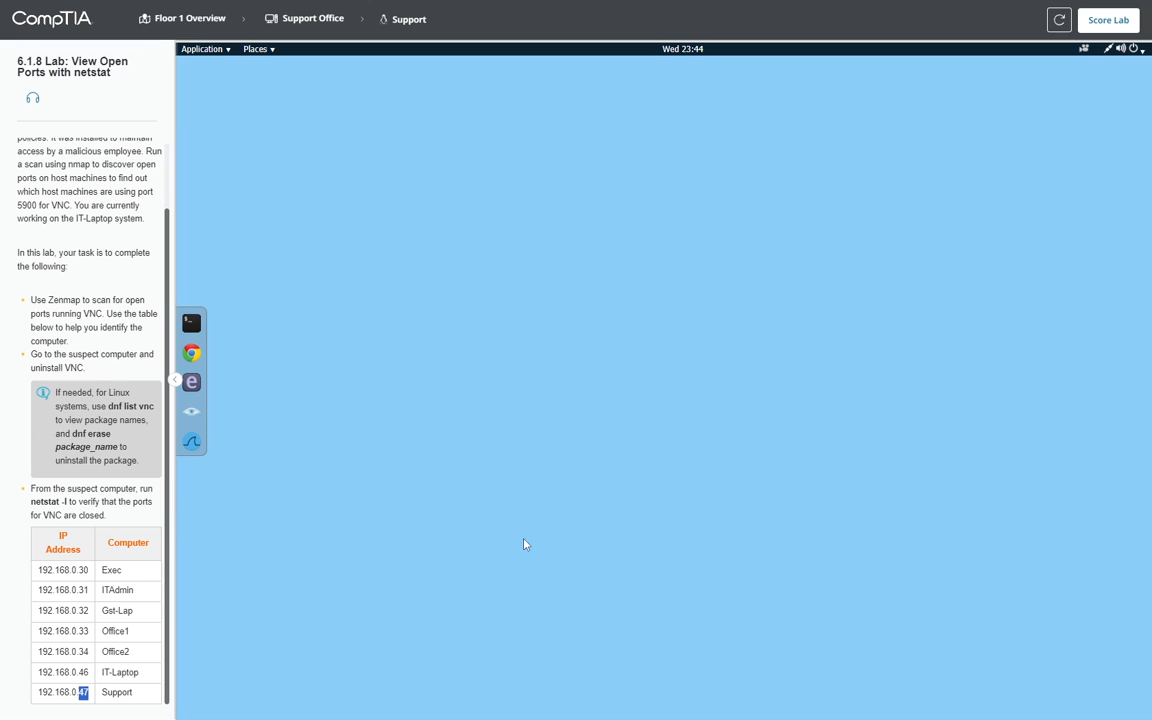 CompTIA.
Floor 1 Overview > Support Office > Support
Score Lab
Application ▾ Places ▾ Wed 23:44
6.1.8 Lab: View Open
Ports with netstat
policies. It was installed to maintain
access by a malicious employee. Run
a scan using nmap to discover open
ports on host machines to find out
which host machines are using port
5900 for VNC. You are currently
working on the IT-Laptop system.
In this lab, your task is to complete
the following:
• Use Zenmap to scan for open
ports running VNC. Use the table
below to help you identify the
computer.
• Go to the suspect computer and
uninstall VNC.
If needed, for Linux
systems, use dnf list vnc
to view package names,
and dnf erase
package_name to
uninstall the package.
• From the suspect computer, run
netstat -l to verify that the ports
for VNC are closed.
IP
Address Computer
192.168.0.30 Exec
192.168.0.31 ITAdmin
192.168.0.32 Gst-Lap
192.168.0.33 Office1
192.168.0.34 Office2
192.168.0.46 IT-Laptop
192.168.0.47 Support